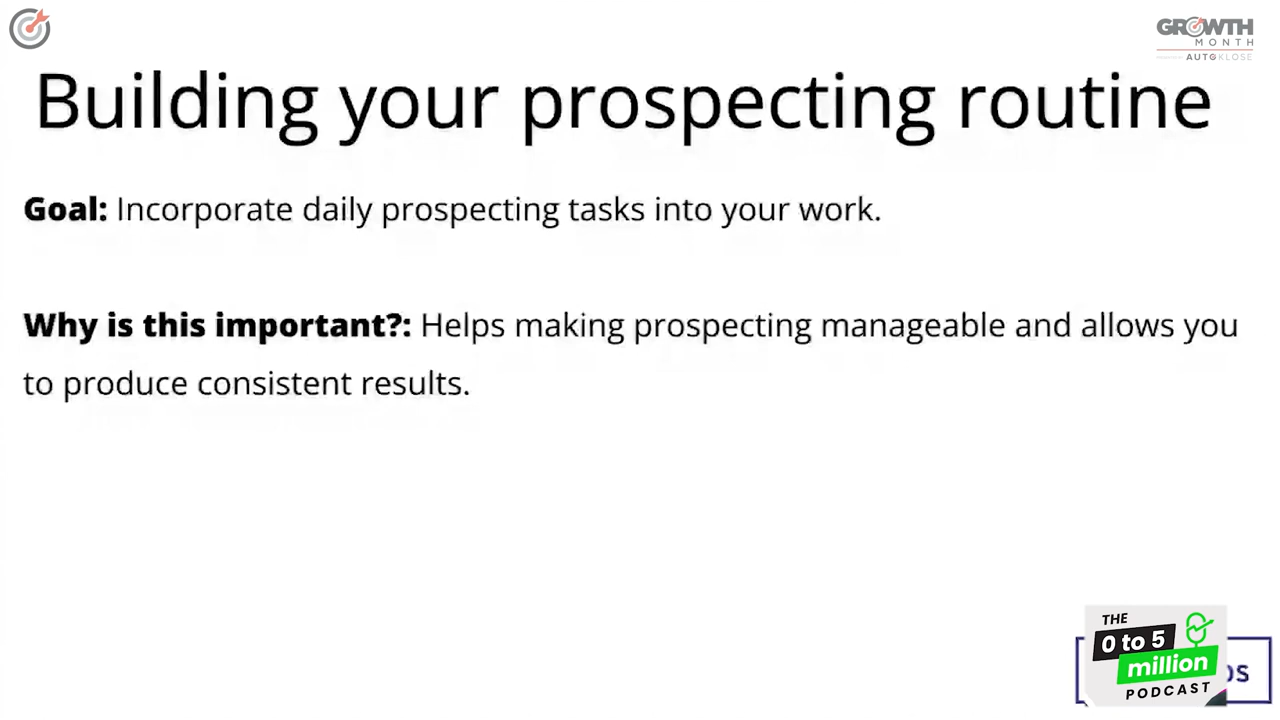 GROWTH
MONTH
AUTOKLOSE
Building your prospecting routine
Goal: Incorporate daily prospecting tasks into your work.
Why is this important?: Helps making prospecting manageable and allows you
to produce consistent results.
THE
0 to 5
million
PODCAST